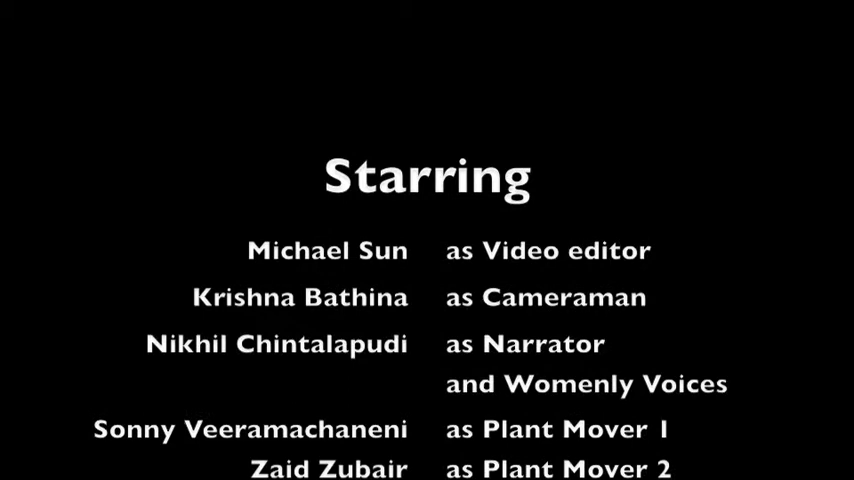 Starring
Michael Sun as Video editor
Krishna Bathina as Cameraman
Nikhil Chintalapudi as Narrator
and Womenly Voices
Sonny Veeramachaneni as Plant Mover 1
Zaid Zubair as Plant Mover 2